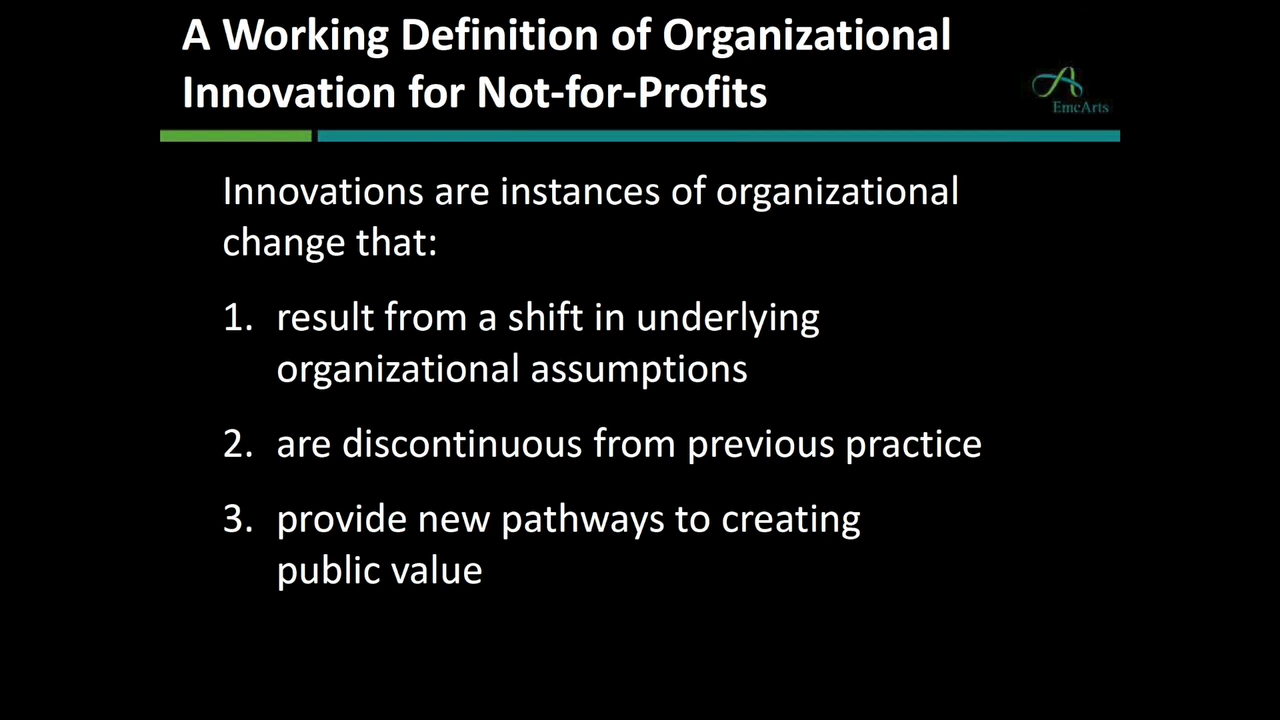 A Working Definition of Organizational
Innovation for Not-for-Profits
EmcArts
Innovations are instances of organizational
change that:
1. result from a shift in underlying
organizational assumptions
2. are discontinuous from previous practice
3. provide new pathways to creating
public value